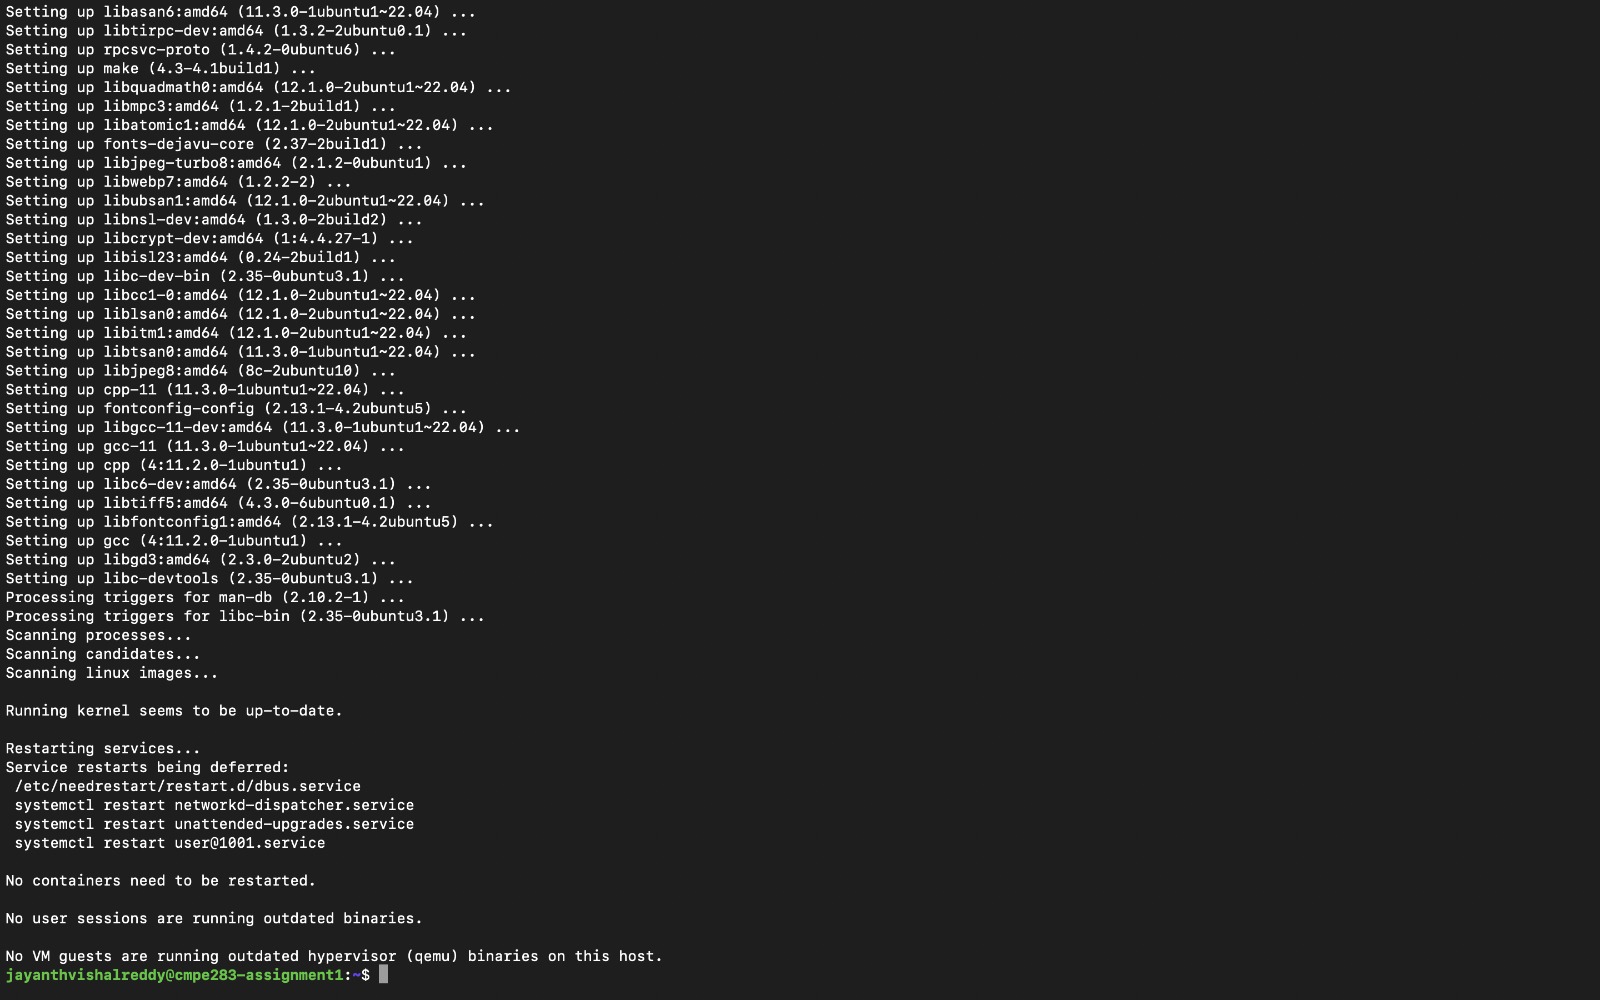 Setting up libasan6:amd64 (11.3.0-1ubuntu1~22.04) ...
Setting up libtirpc-dev:amd64 (1.3.2-2ubuntu0.1) ...
Setting up rpcsvc-proto (1.4.2-0ubuntu6) ...
Setting up make (4.3-4.1build1) ...
Setting up libquadmath0:amd64 (12.1.0-2ubuntu1~22.04) ...
Setting up libmpc3:amd64 (1.2.1-2build1) ...
Setting up libatomic1:amd64 (12.1.0-2ubuntu1~22.04) ...
Setting up fonts-dejavu-core (2.37-2build1) ...
Setting up libjpeg-turbo8:amd64 (2.1.2-0ubuntu1) ...
Setting up libwebp7:amd64 (1.2.2-2) ...
Setting up libubsan1:amd64 (12.1.0-2ubuntu1~22.04) ...
Setting up libnsl-dev:amd64 (1.3.0-2build2) ...
Setting up libcrypt-dev:amd64 (1:4.4.27-1) ...
Setting up libisl23:amd64 (0.24-2build1) ...
Setting up libc-dev-bin (2.35-0ubuntu3.1) ...
Setting up libcc1-0:amd64 (12.1.0-2ubuntu1~22.04) ...
Setting up liblsan0:amd64 (12.1.0-2ubuntu1~22.04) ...
Setting up libitm1:amd64 (12.1.0-2ubuntu1~22.04) ...
Setting up libtsan0:amd64 (11.3.0-1ubuntu1~22.04) ...
Setting up libjpeg8:amd64 (8c-2ubuntu10) ...
Setting up cpp-11 (11.3.0-1ubuntu1~22.04) ...
Setting up fontconfig-config (2.13.1-4.2ubuntu5) ...
Setting up libgcc-11-dev:amd64 (11.3.0-1ubuntu1~22.04) ...
Setting up gcc-11 (11.3.0-1ubuntu1~22.04) ...
Setting up cpp (4:11.2.0-1ubuntu1) ...
Setting up libc6-dev:amd64 (2.35-0ubuntu3.1) ...
Setting up libtiff5:amd64 (4.3.0-6ubuntu0.1) ...
Setting up libfontconfig1:amd64 (2.13.1-4.2ubuntu5) ...
Setting up gcc (4:11.2.0-1ubuntu1) ...
Setting up libgd3:amd64 (2.3.0-2ubuntu2) ...
Setting up libc-devtools (2.35-0ubuntu3.1) ...
Processing triggers for man-db (2.10.2-1) ...
Processing triggers for libc-bin (2.35-0ubuntu3.1) ...
Scanning processes...
Scanning candidates...
Scanning linux images...

Running kernel seems to be up-to-date.

Restarting services...
Service restarts being deferred:
 /etc/needrestart/restart.d/dbus.service
 systemctl restart networkd-dispatcher.service
 systemctl restart unattended-upgrades.service
 systemctl restart user@1001.service

No containers need to be restarted.

No user sessions are running outdated binaries.

No VM guests are running outdated hypervisor (qemu) binaries on this host.
jayanthvishalreddy@cmpe283-assignment1:~$